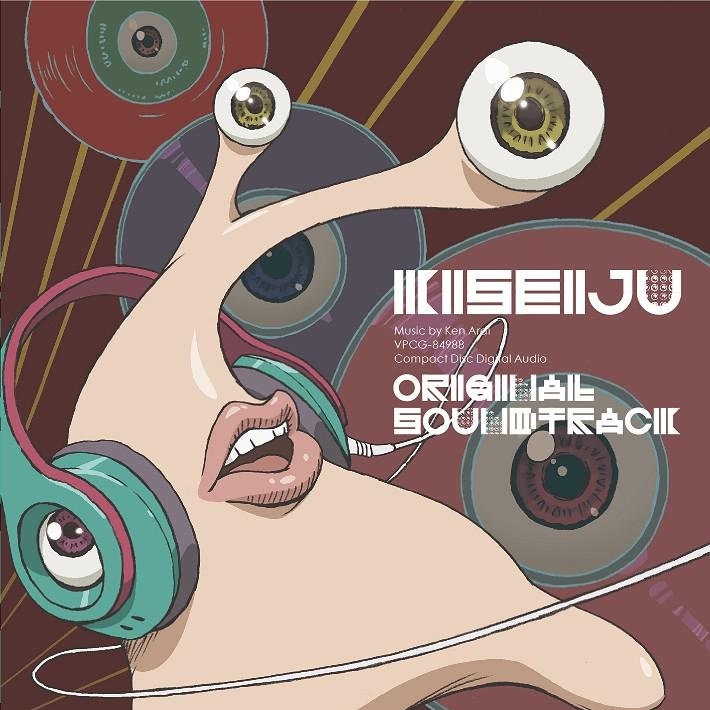 KISEIJU
Music by Ken Arai
VPCG-84988
Compact Disc Digital Audio
ORIGINAL
SOUNDTRACK